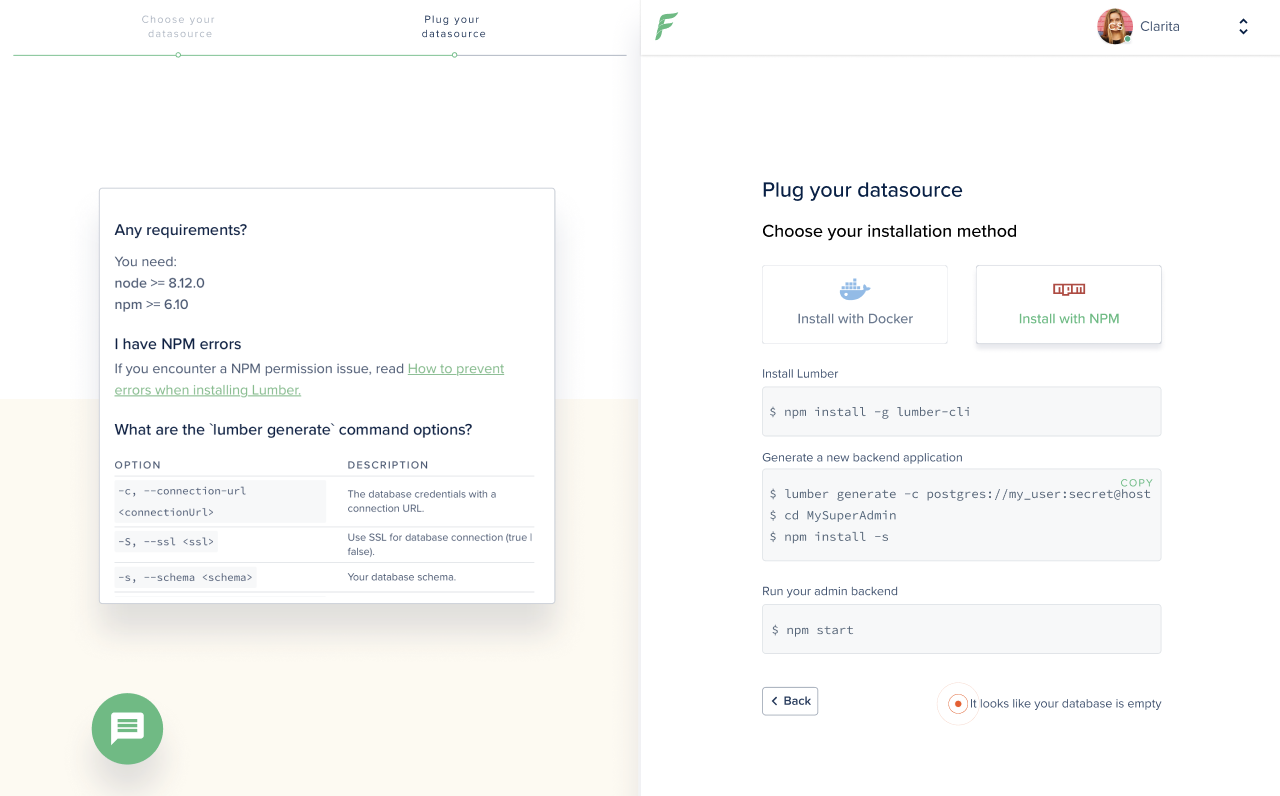 Choose your
datasource
Plug your
datasource
Any requirements?
You need:
node >= 8.12.0
npm >= 6.10
I have NPM errors
If you encounter a NPM permission issue, read How to prevent
errors when installing Lumber.
What are the `lumber generate` command options?
OPTION DESCRIPTION
-c, --connection-url
<connectionUrl>
The database credentials with a
connection URL.
-S, --ssl <ssl>
Use SSL for database connection (true |
false).
-s, --schema <schema>
Your database schema.
Clarita
Plug your datasource
Choose your installation method
Install with Docker
npm
Install with NPM
Install Lumber
$ npm install -g lumber-cli
Generate a new backend application
COPY
$ lumber generate -c postgres://my_user:secret@host
$ cd MySuperAdmin
$ npm install -s
Run your admin backend
$ npm start
Back
It looks like your database is empty